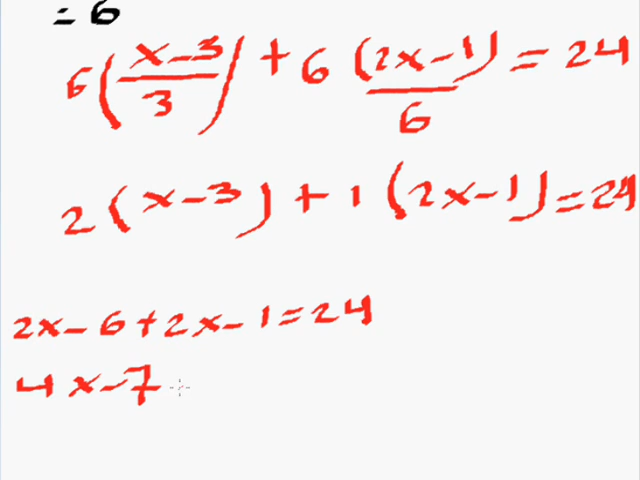 = 6
6(x-3/3) + 6(2x-1)/6 = 24
2(x-3) + 1(2x-1) = 24
2x-6+2x-1=24
4x-7